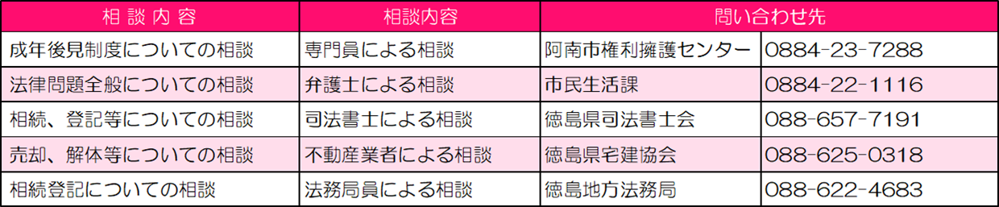 相 談 内 容 相談内容 問い合わせ先
成年後見制度についての相談 専門員による相談 阿南市権利擁護センター 0884-23-7288
法律問題全般についての相談 弁護士による相談 市民生活課 0884-22-1116
相続、登記等についての相談 司法書士による相談 徳島県司法書士会 088-657-7191
売却、解体等についての相談 不動産業者による相談 徳島県宅建協会 088-625-0318
相続登記についての相談 法務局員による相談 徳島地方法務局 088-622-4683